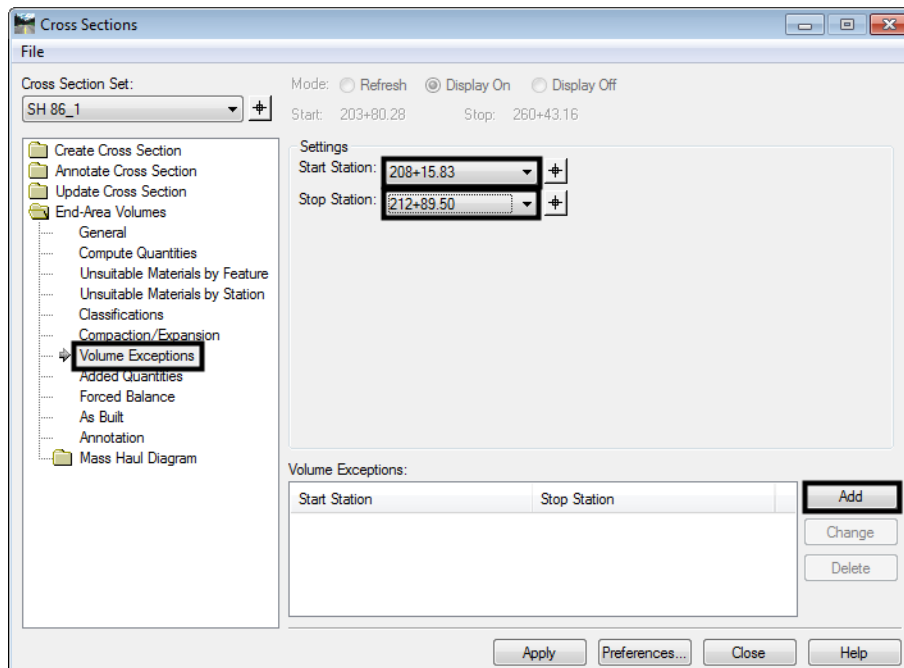 Cross Sections
File
Cross Section Set:
SH 86_1
Mode: Refresh Display On Display Off
Start: 203+80.28 Stop: 260+43.16
Create Cross Section
Annotate Cross Section
Update Cross Section
End-Area Volumes
General
Compute Quantities
Unsuitable Materials by Feature
Unsuitable Materials by Station
Classifications
Compaction/Expansion
Volume Exceptions
Added Quantities
Forced Balance
As Built
Annotation
Mass Haul Diagram
Settings
Start Station: 208+15.83
Stop Station: 212+89.50
Volume Exceptions:
Start Station Stop Station
Add
Change
Delete
Apply Preferences... Close Help